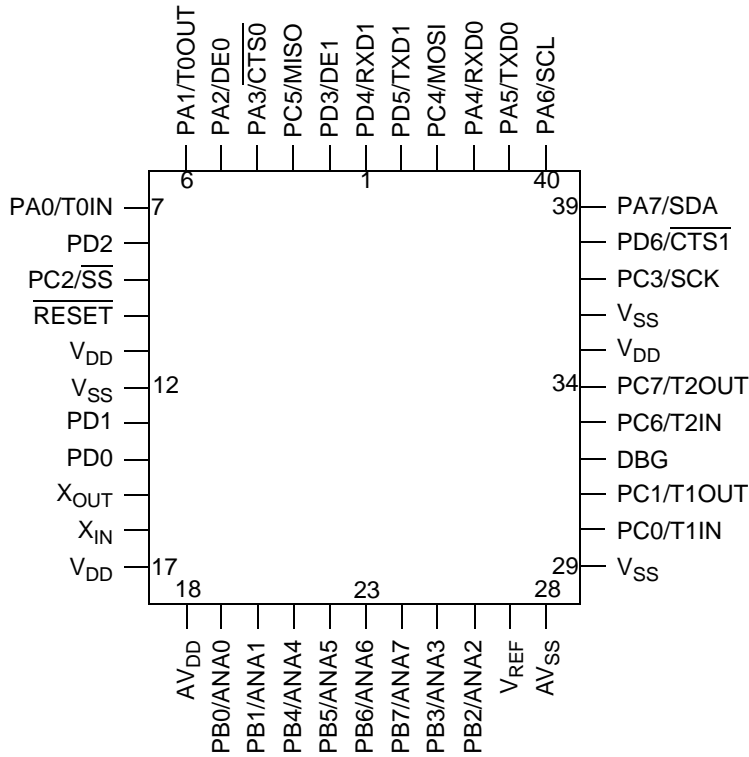 PA1/T0OUT
PA2/DE0
PA3/CTS0
PC5/MISO
PD3/DE1
PD4/RXD1
PD5/TXD1
PC4/MOSI
PA4/RXD0
PA5/TXD0
PA6/SCL
6
1
40
PA0/T0IN
7
39
PA7/SDA
PD2
PD6/CTS1
PC2/SS
PC3/SCK
RESET
VSS
VDD
VDD
VSS
12
34
PC7/T2OUT
PD1
PC6/T2IN
PD0
DBG
XOUT
PC1/T1OUT
XIN
PC0/T1IN
VDD
17
29
VSS
18
23
28
AVDD
PB0/ANA0
PB1/ANA1
PB4/ANA4
PB5/ANA5
PB6/ANA6
PB7/ANA7
PB3/ANA3
PB2/ANA2
VREF
AVSS